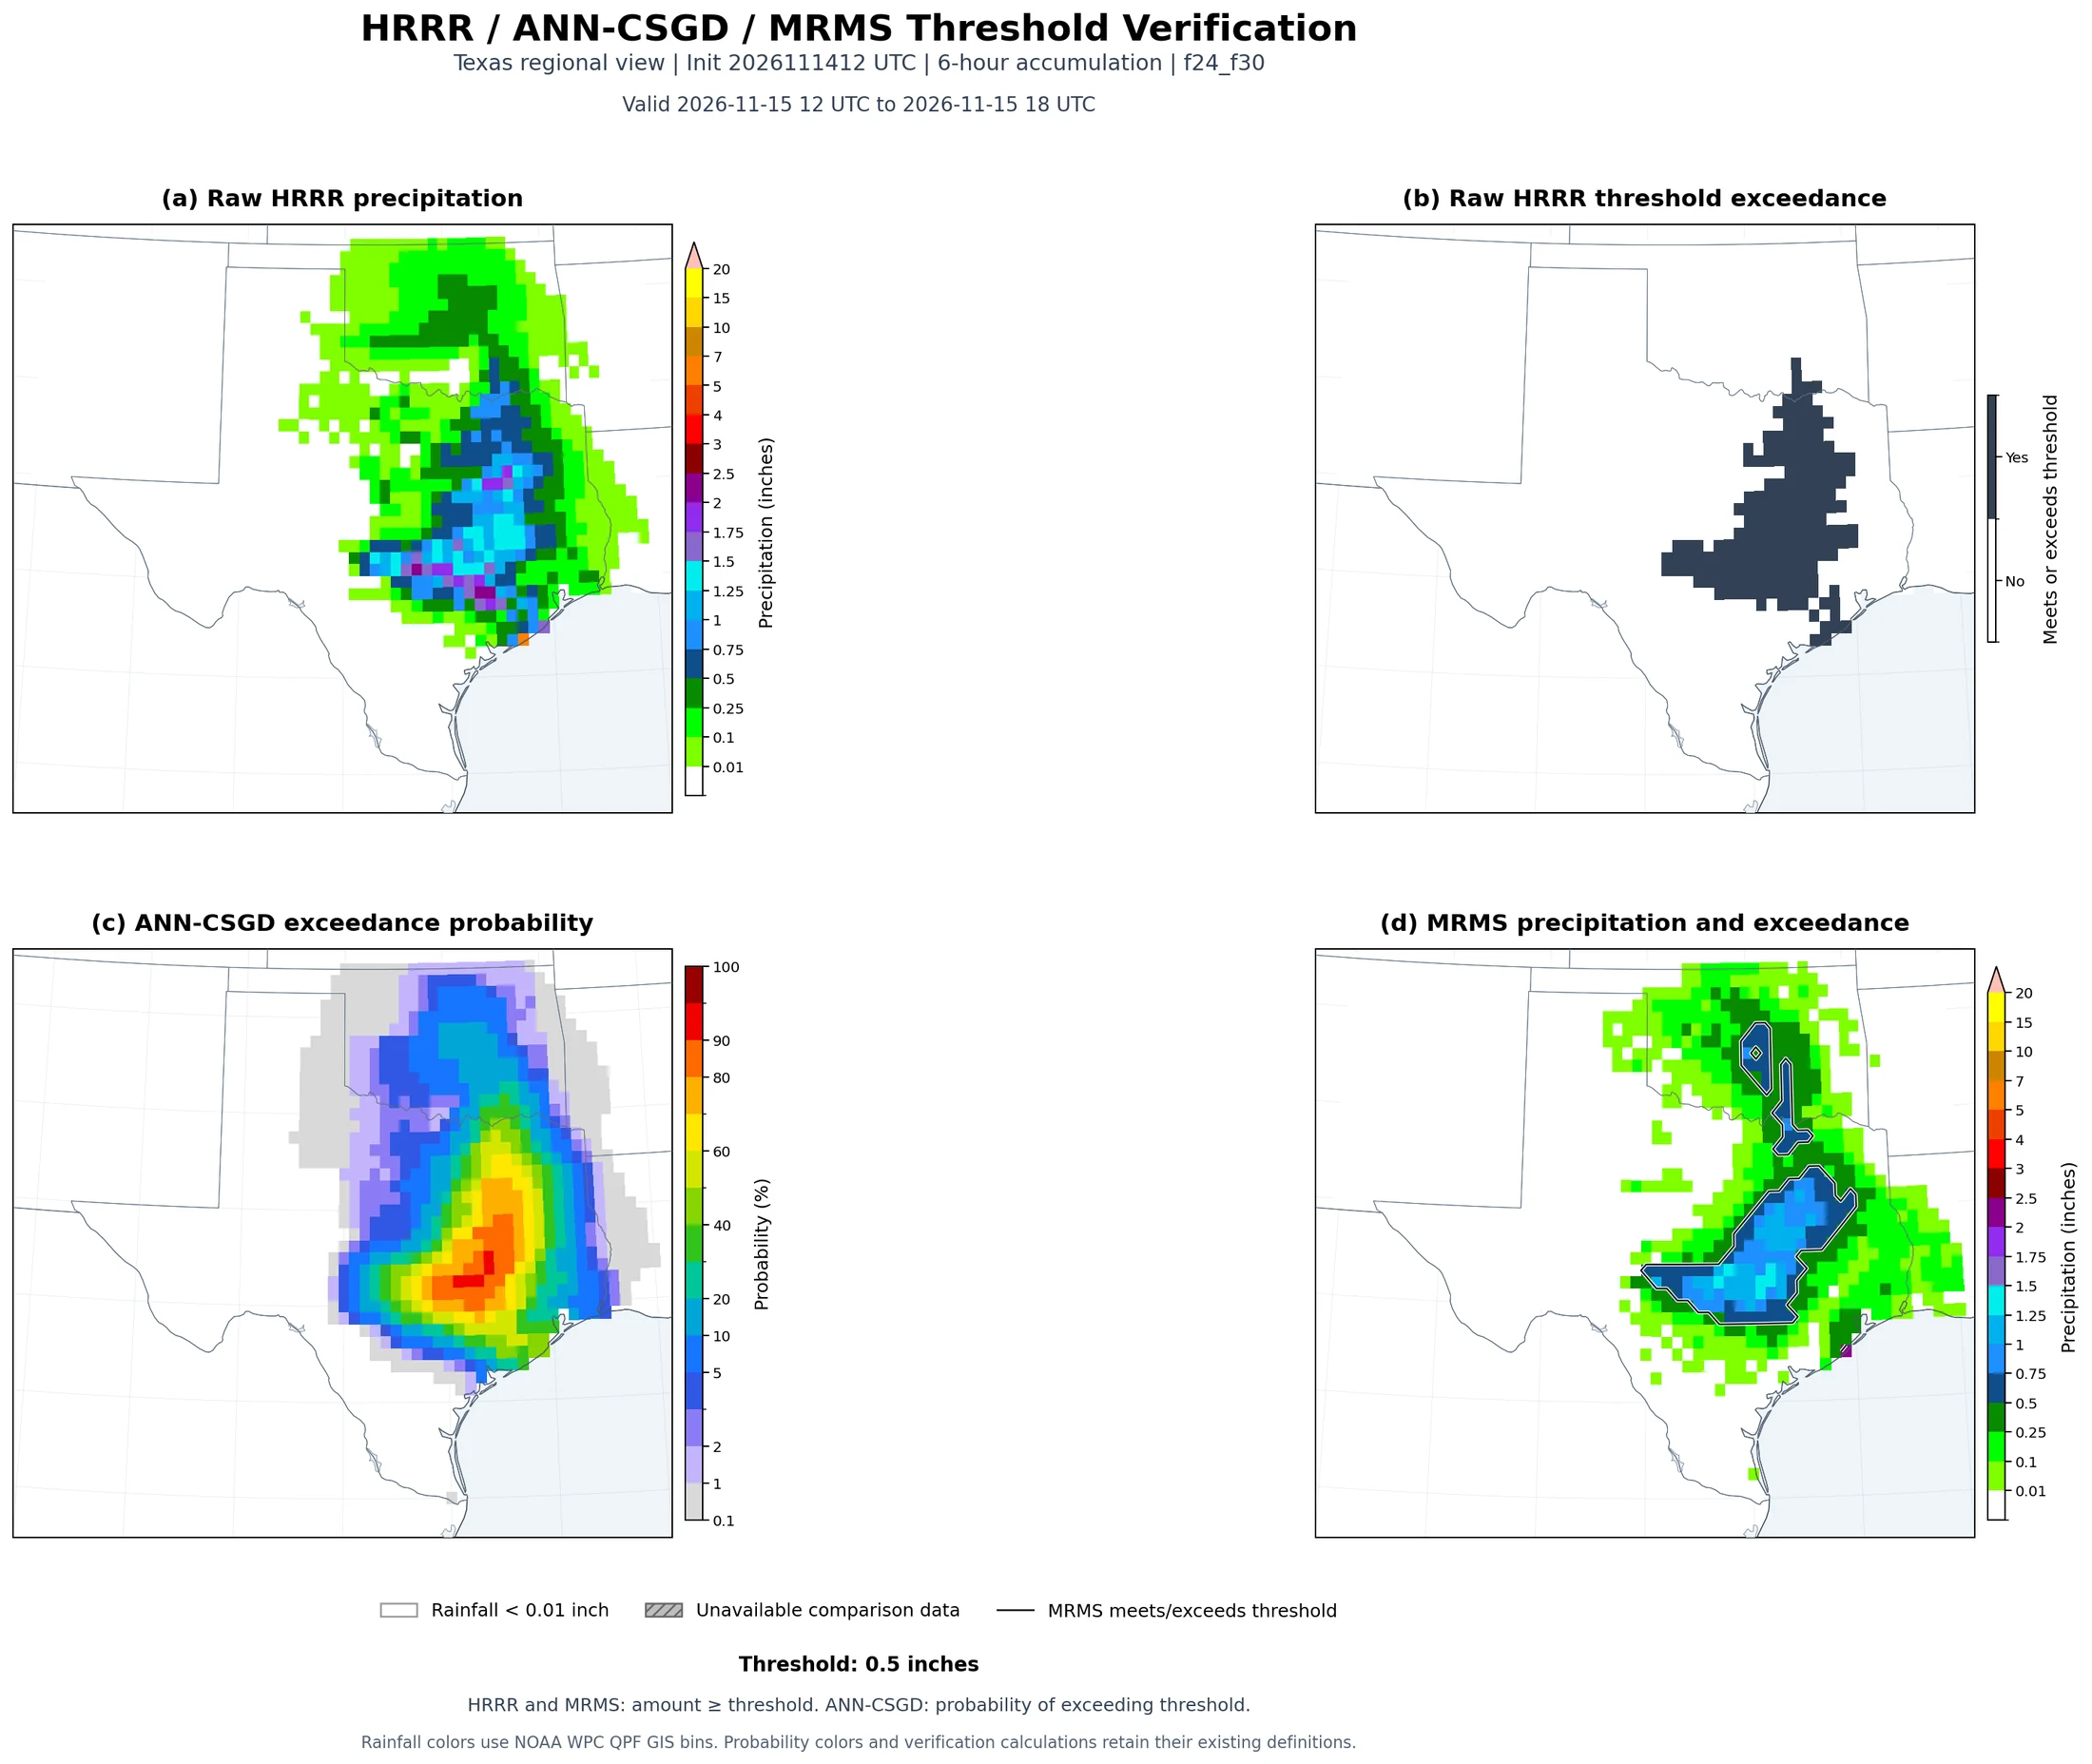 HRRR / ANN-CSGD / MRMS Threshold Verification
Texas regional view | Init 2026111412 UTC | 6-hour accumulation | f24_f30
Valid 2026-11-15 12 UTC to 2026-11-15 18 UTC
(a) Raw HRRR precipitation
20
15
10
7
5
4
3
2.5
2
1.75
1.5
1.25
1
0.75
0.5
0.25
0.1
0.01
Precipitation (inches)
(b) Raw HRRR threshold exceedance
Yes
No
Meets or exceeds threshold
(c) ANN-CSGD exceedance probability
100
90
80
60
40
20
10
5
2
1
0.1
Probability (%)
(d) MRMS precipitation and exceedance
20
15
10
7
5
4
3
2.5
2
1.75
1.5
1.25
1
0.75
0.5
0.25
0.1
0.01
Precipitation (inches)
Rainfall < 0.01 inch
Unavailable comparison data
MRMS meets/exceeds threshold
Threshold: 0.5 inches
HRRR and MRMS: amount ≥ threshold. ANN-CSGD: probability of exceeding threshold.
Rainfall colors use NOAA WPC QPF GIS bins. Probability colors and verification calculations retain their existing definitions.